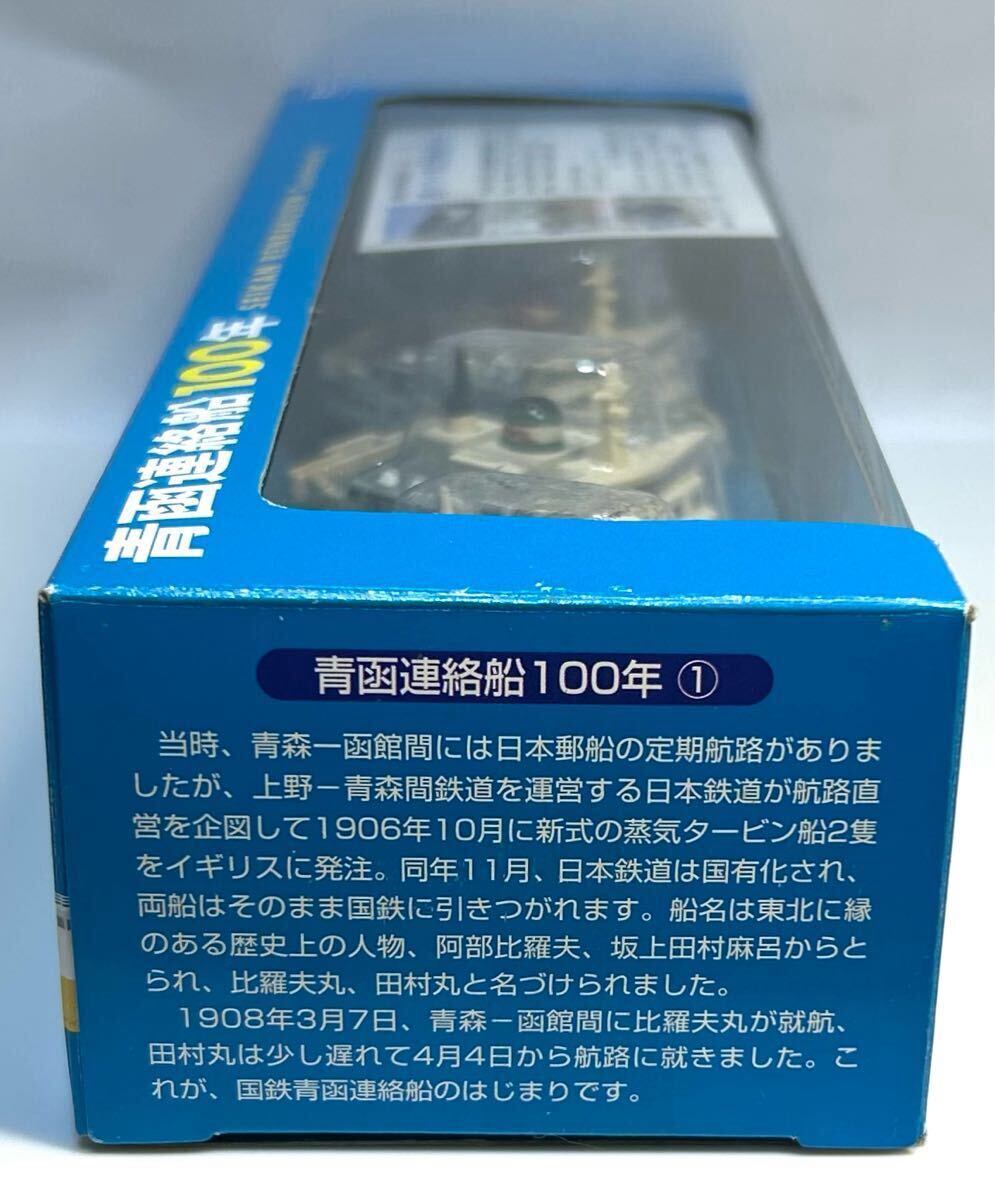 青函連絡船100年 SEIKAN RENRAKUSEN
青函連絡船100年 ①
当時、青森ー函館間には日本郵船の定期航路がありま
したが、上野ー青森間鉄道を運営する日本鉄道が航路直
営を企図して1906年10月に新式の蒸気タービン船2隻
をイギリスに発注。同年11月、日本鉄道は国有化され、
両船はそのまま国鉄に引きつがれます。船名は東北に縁
のある歴史上の人物、阿部比羅夫、坂上田村麻呂からと
られ、比羅夫丸、田村丸と名づけられました。
1908年3月7日、青森ー函館間に比羅夫丸が就航、
田村丸は少し遅れて4月4日から航路に就きました。こ
れが、国鉄青函連絡船のはじまりです。